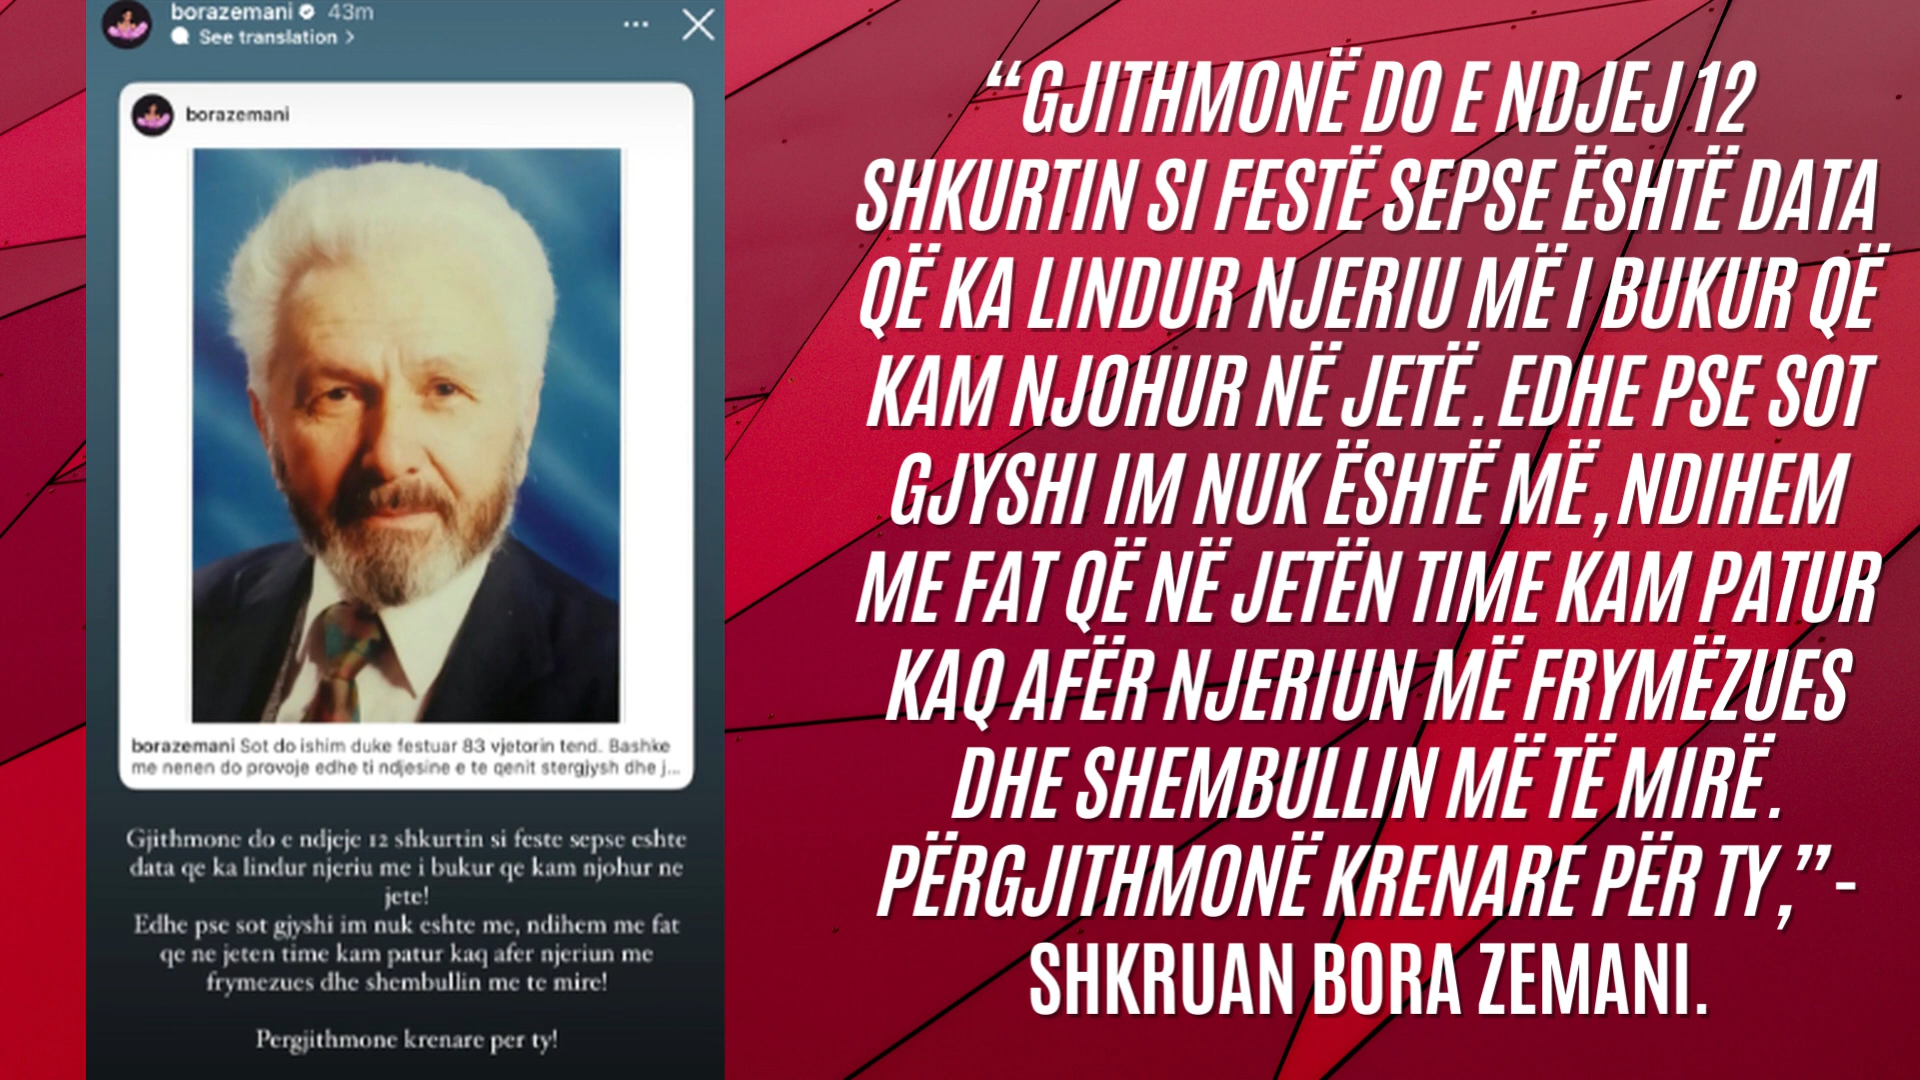 borazemani 43m
See translation >
borazemani
borazemani Sot do ishim duke festuar 83 vjetorin tend. Bashke
me nenen do provoje edhe ti ndjesine e te qenit stergjysh dhe j...
Gjithmone do e ndjeje 12 shkurtin si feste sepse eshte
data qe ka lindur njeriu me i bukur qe kam njohur ne
jete!
Edhe pse sot gjyshi im nuk eshte me, ndihem me fat
qe ne jeten time kam patur kaq afer njeriun me
frymezues dhe shembullin me te mire!
Pergjithmone krenare per ty!
“GJITHMONË DO E NDJEJ 12
SHKURTIN SI FESTË SEPSE ËSHTË DATA
QË KA LINDUR NJERIU MË I BUKUR QË
KAM NJOHUR NË JETË. EDHE PSE SOT
GJYSHI IM NUK ËSHTË MË, NDIHEM
ME FAT QË NË JETËN TIME KAM PATUR
KAQ AFËR NJERIUN MË FRYMËZUES
DHE SHEMBULLIN MË TË MIRË.
PËRGJITHMONË KRENARE PËR TY,”-
SHKRUAN BORA ZEMANI.